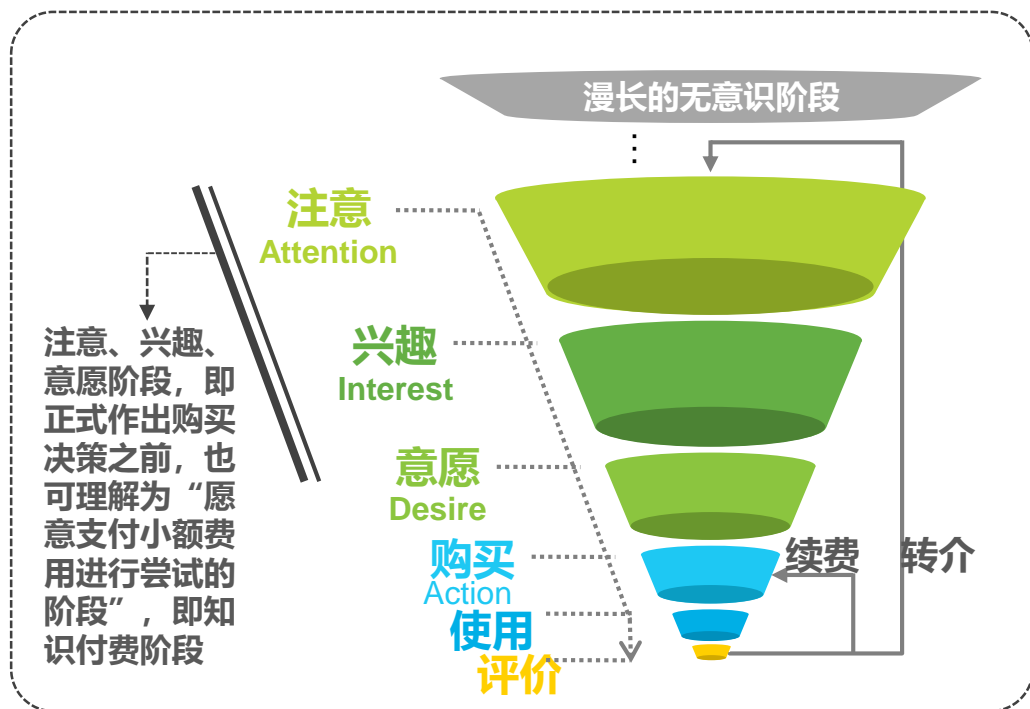 漫长的无意识阶段
注意
Attention
兴趣
Interest
意愿
Desire
购买
Action
使用
评价
续费
转介
注意、兴趣、
意愿阶段，即
正式作出购买
决策之前，也
可理解为“愿
意支付小额费
用进行尝试的
阶段”，即知
识付费阶段